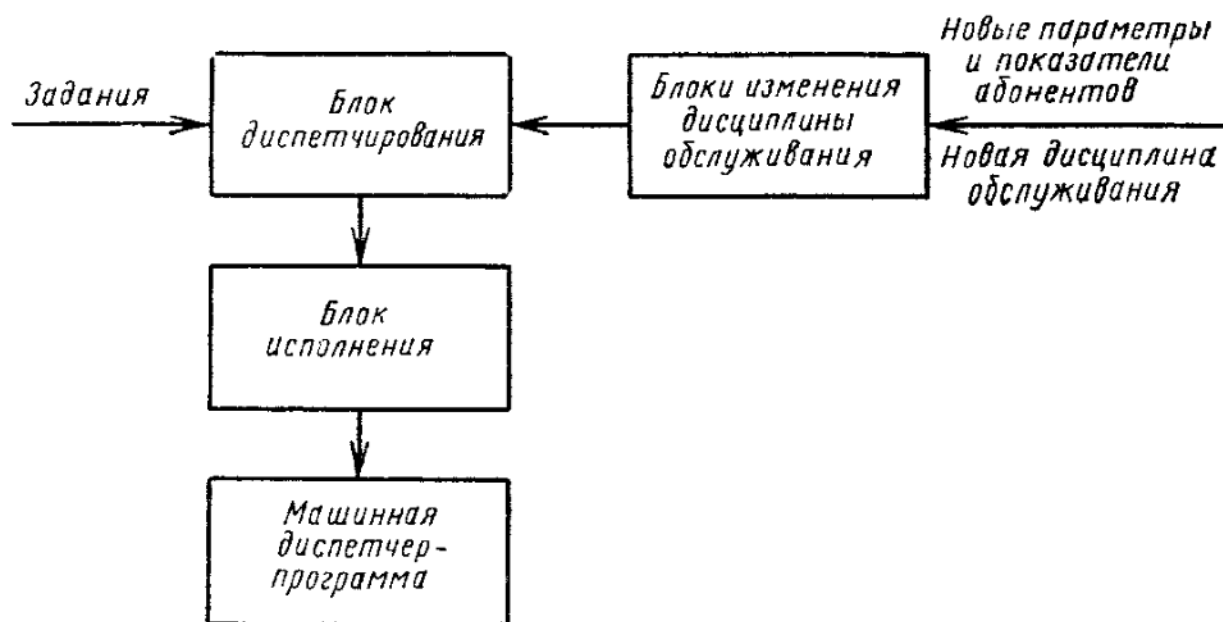 Задания
Блок
диспетчирования
Блоки изменения
дисциплины
обслуживания
Новые параметры
и показатели
абонентов
Новая дисциплина
обслуживания
Блок
исполнения
Машинная
диспетчер-
программа